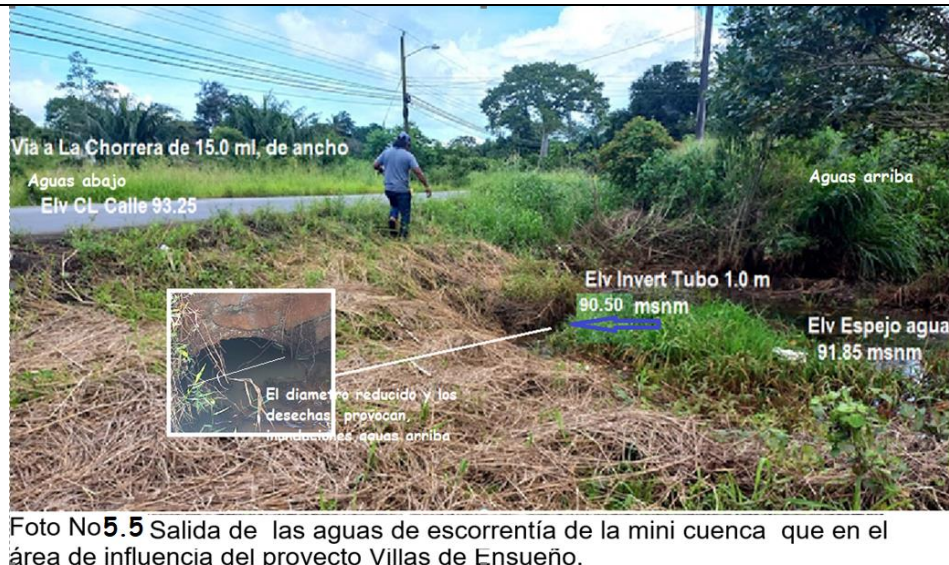 Via a La Chorrera de 15.0 ml, de ancho
Aguas abajo
Elv CL Calle 93.25
Aguas arriba
Elv Invert Tubo 1.0 m
90.50 msnm
Elv Espejo agua
91.85 msnm
El diametro reducido y los
desechas provocan,
inundaciones aguas arriba
Foto No5.5 Salida de las aguas de escorrentía de la mini cuenca que en el
área de influencia del proyecto Villas de Ensueño.